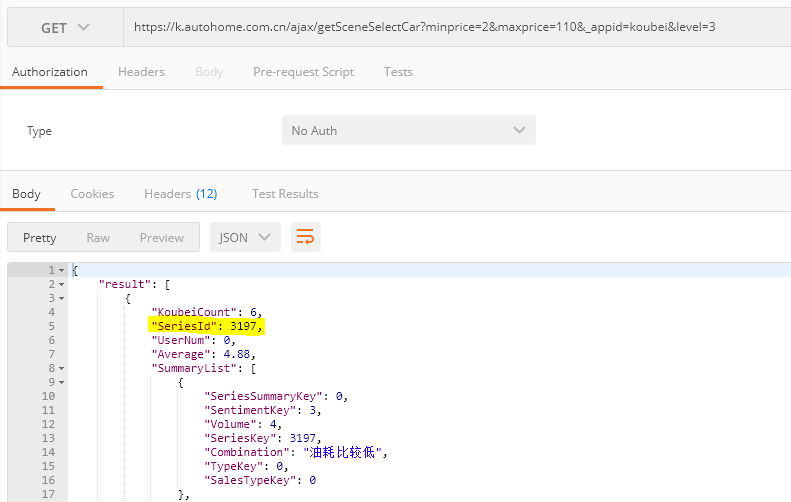 GET https://k.autohome.com.cn/ajax/getSceneSelectCar?minprice=2&maxprice=110&_appid=koubei&level=3
Authorization Headers Body Pre-request Script Tests
Type No Auth
Body Cookies Headers (12) Test Results
Pretty Raw Preview JSON
1 {
2 "result": [
3 {
4 "KoubeiCount": 6,
5 "SeriesId": 3197,
6 "UserNum": 0,
7 "Average": 4.88,
8 "SummaryList": [
9 {
10 "SeriesSummaryKey": 0,
11 "SentimentKey": 3,
12 "Volume": 4,
13 "SeriesKey": 3197,
14 "Combination": "油耗比较低",
15 "TypeKey": 0,
16 "SalesTypeKey": 0
17 },